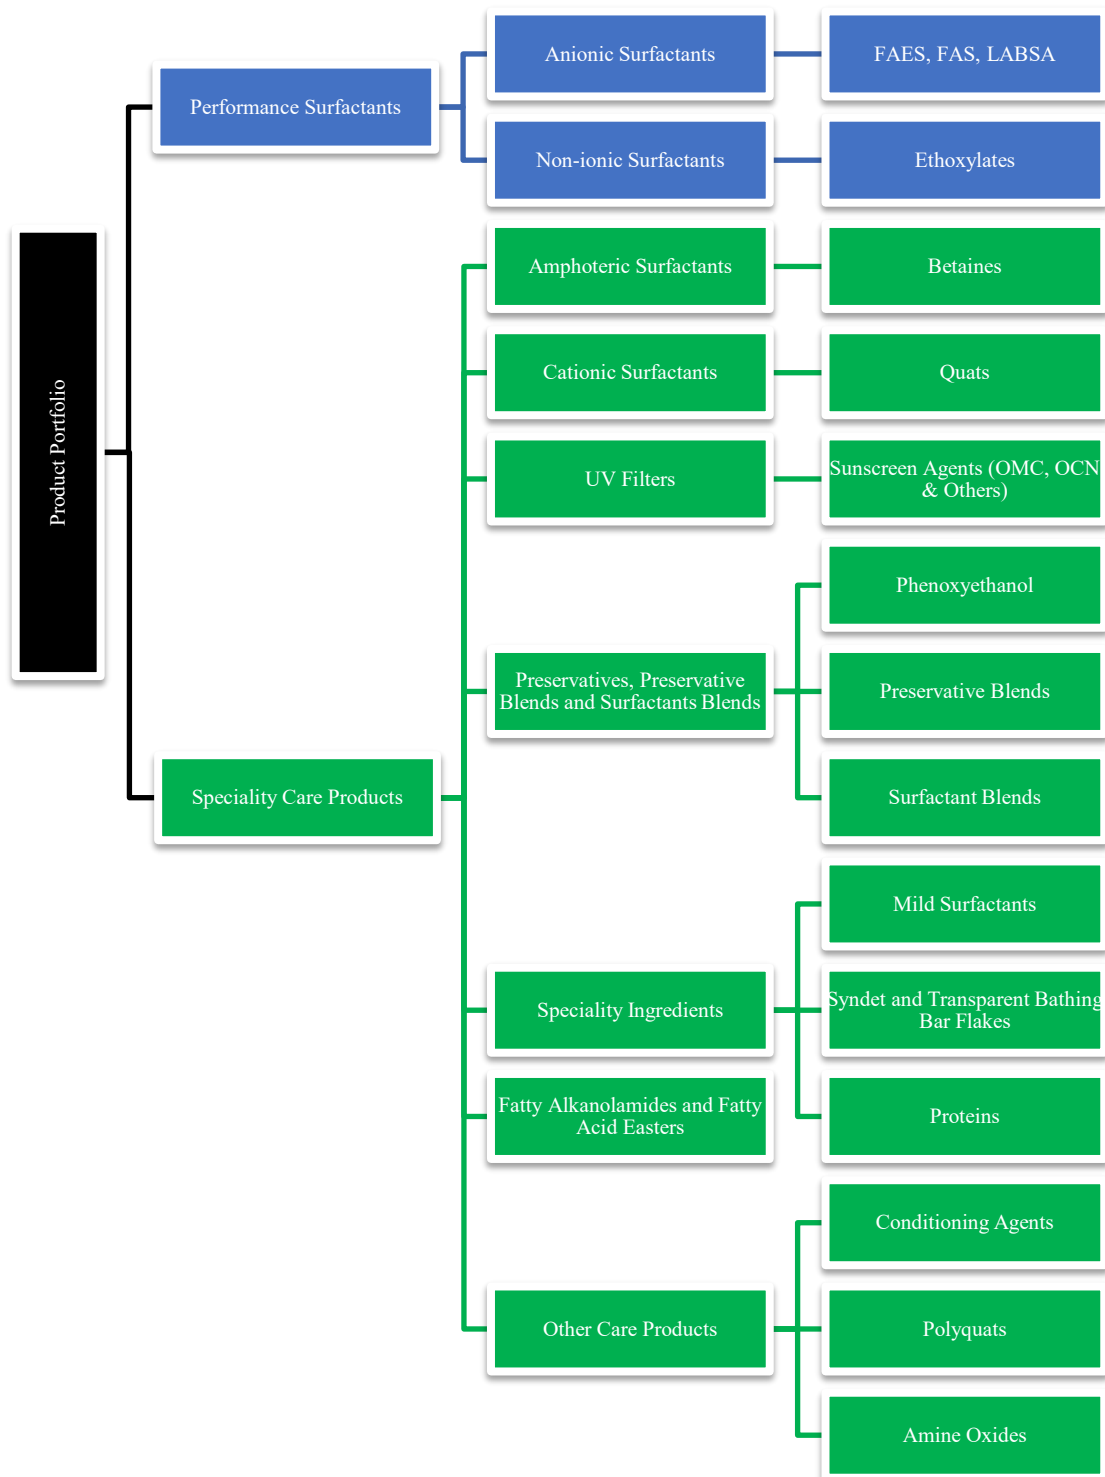 Product Portfolio
Performance Surfactants
Anionic Surfactants
FAES, FAS, LABSA
Non-ionic Surfactants
Ethoxylates
Speciality Care Products
Amphoteric Surfactants
Betaines
Cationic Surfactants
Quats
UV Filters
Sunscreen Agents (OMC, OCN
& Others)
Preservatives, Preservative
Blends and Surfactants Blends
Phenoxyethanol
Preservative Blends
Surfactant Blends
Speciality Ingredients
Mild Surfactants
Syndet and Transparent Bathing
Bar Flakes
Proteins
Fatty Alkanolamides and Fatty
Acid Easters
Other Care Products
Conditioning Agents
Polyquats
Amine Oxides